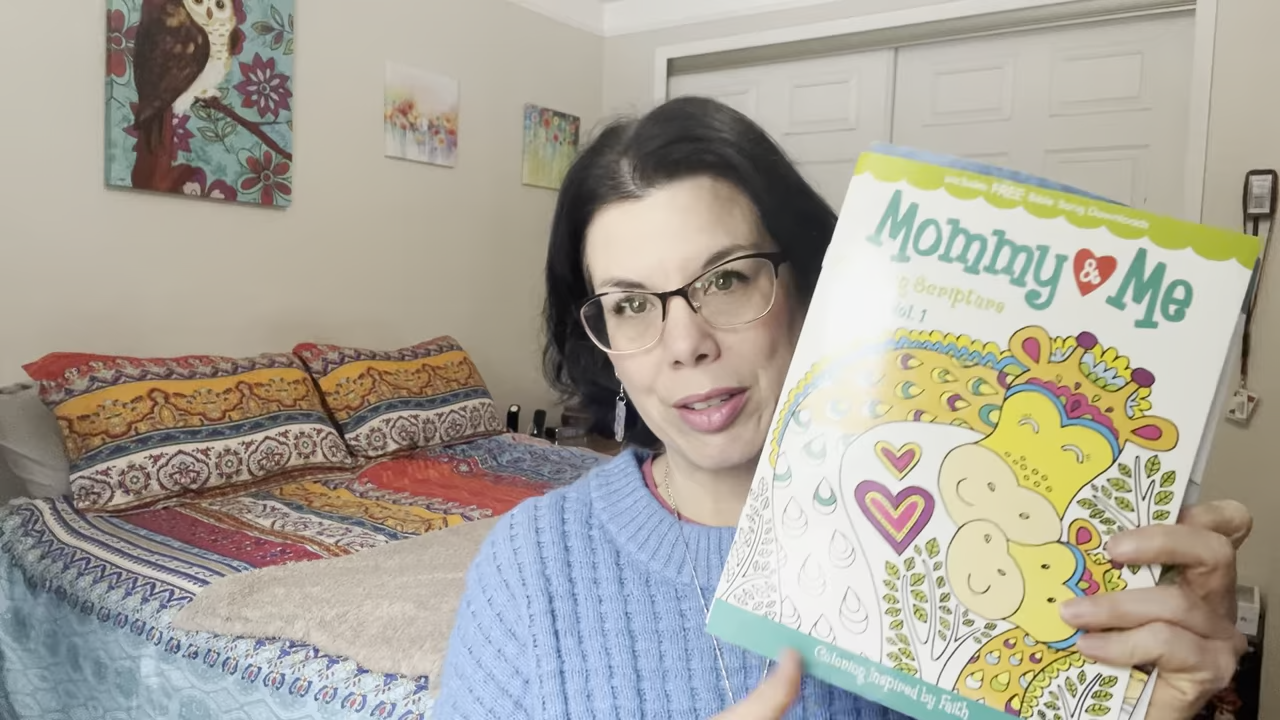 includes FREE Bible Song Downloads
Mommy & Me
g Scripture
Vol. 1
Coloring Inspired by Faith